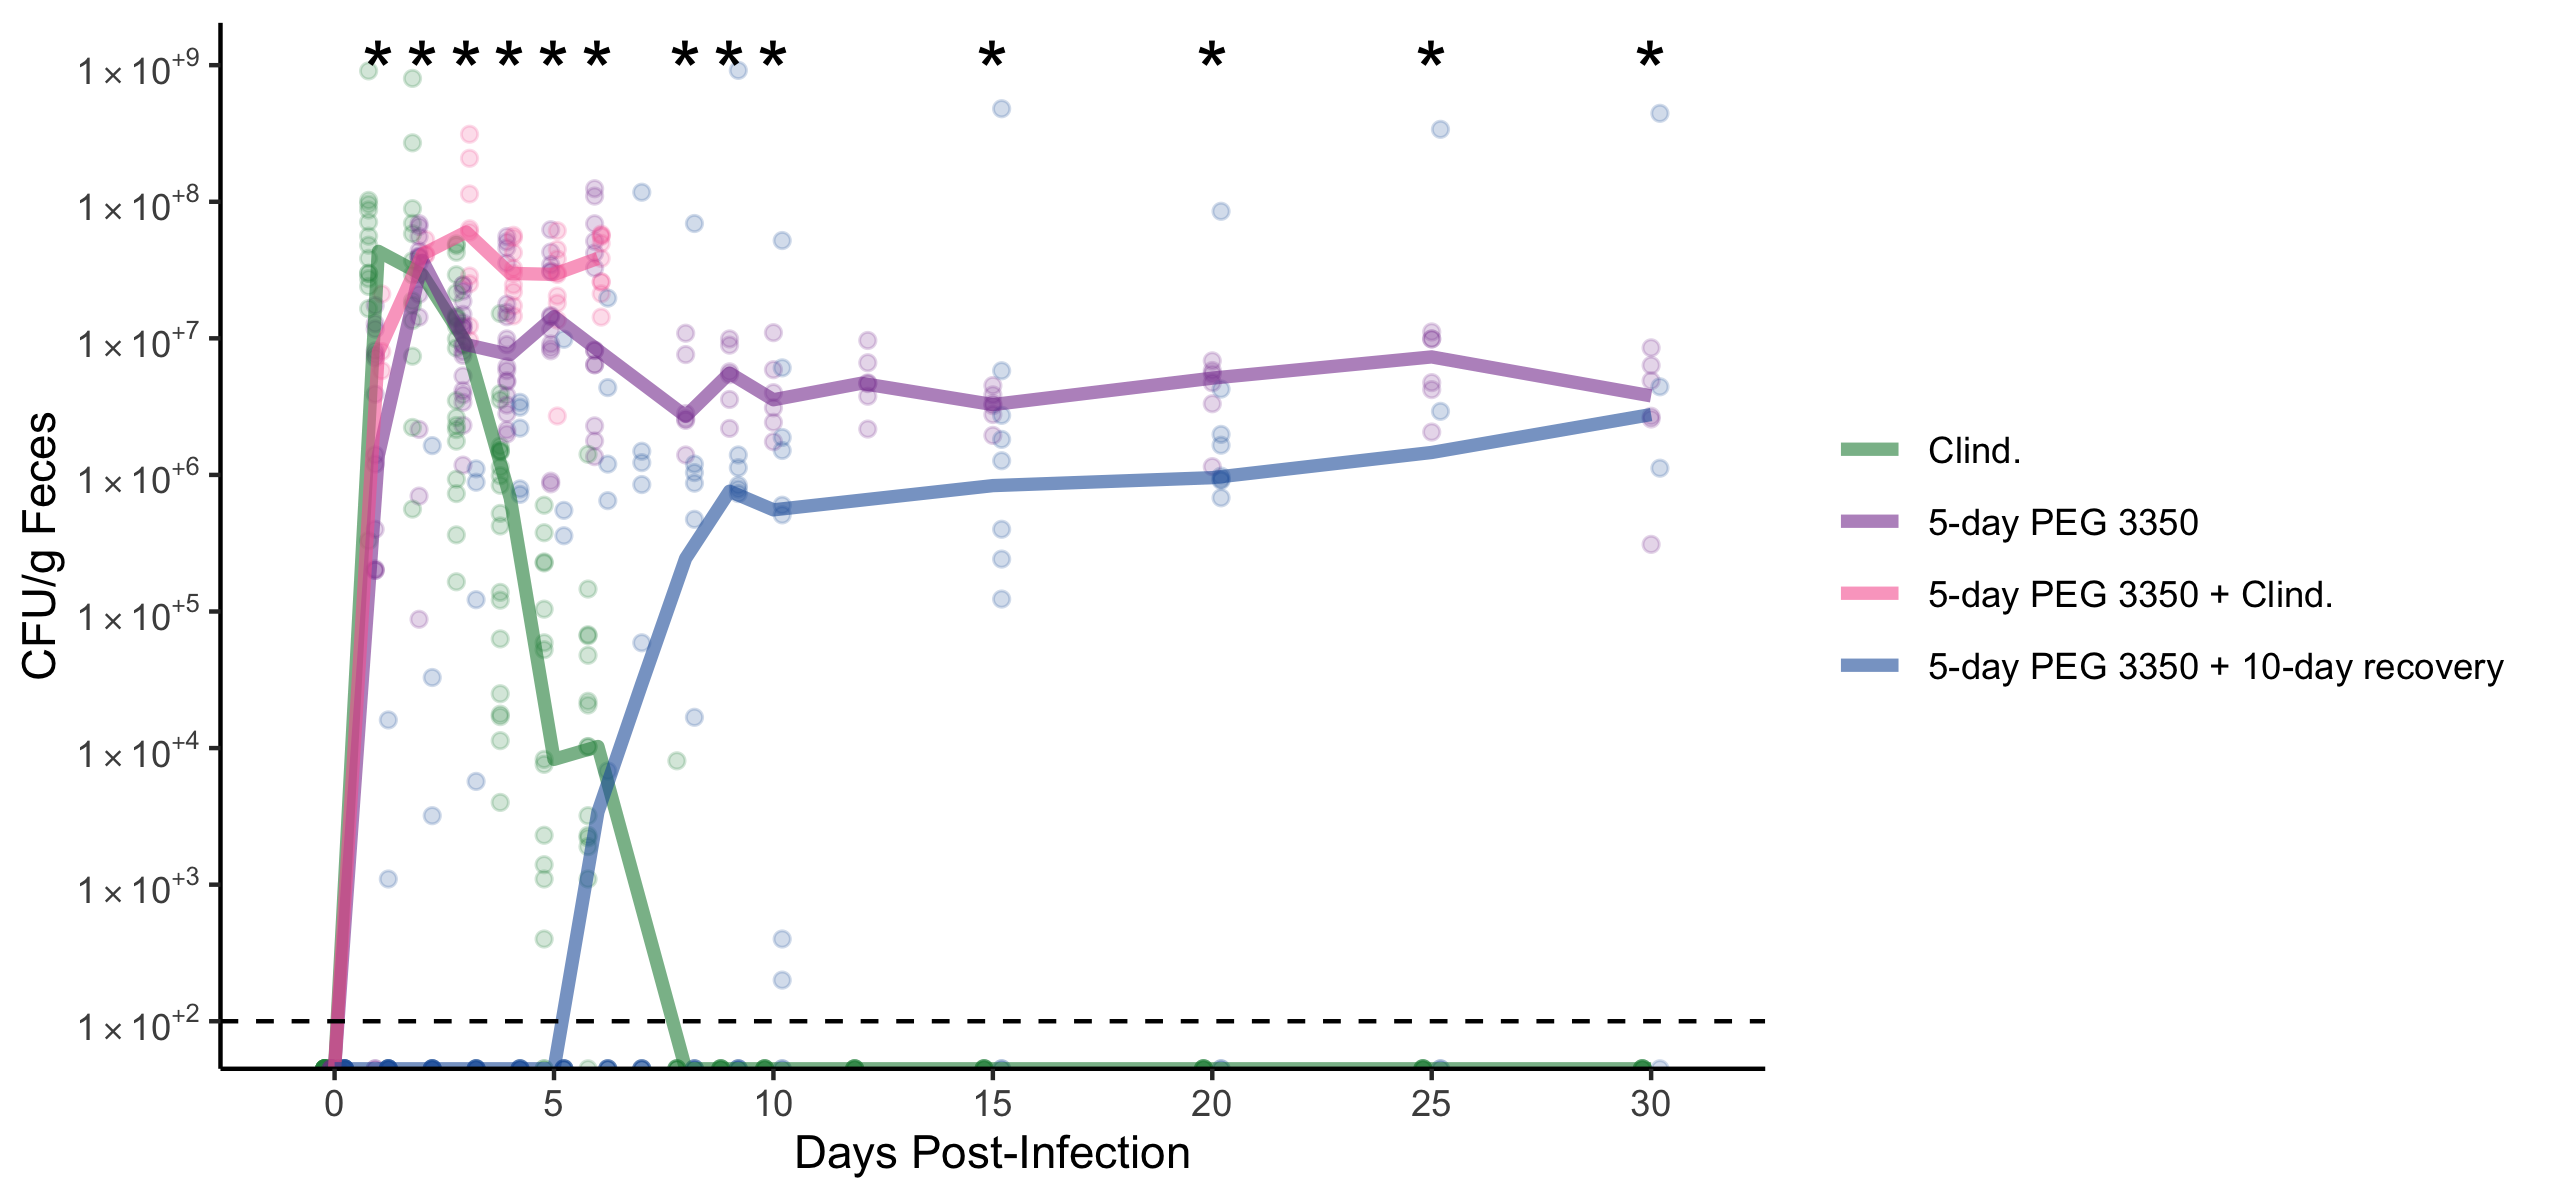 * * * * * * * * * * * * *
1 × 10+9
1 × 10+8
1 × 10+7
1 × 10+6
1 × 10+5
1 × 10+4
1 × 10+3
1 × 10+2
CFU/g Feces
0 5 10 15 20 25 30
Days Post-Infection
Clind.
5-day PEG 3350
5-day PEG 3350 + Clind.
5-day PEG 3350 + 10-day recovery